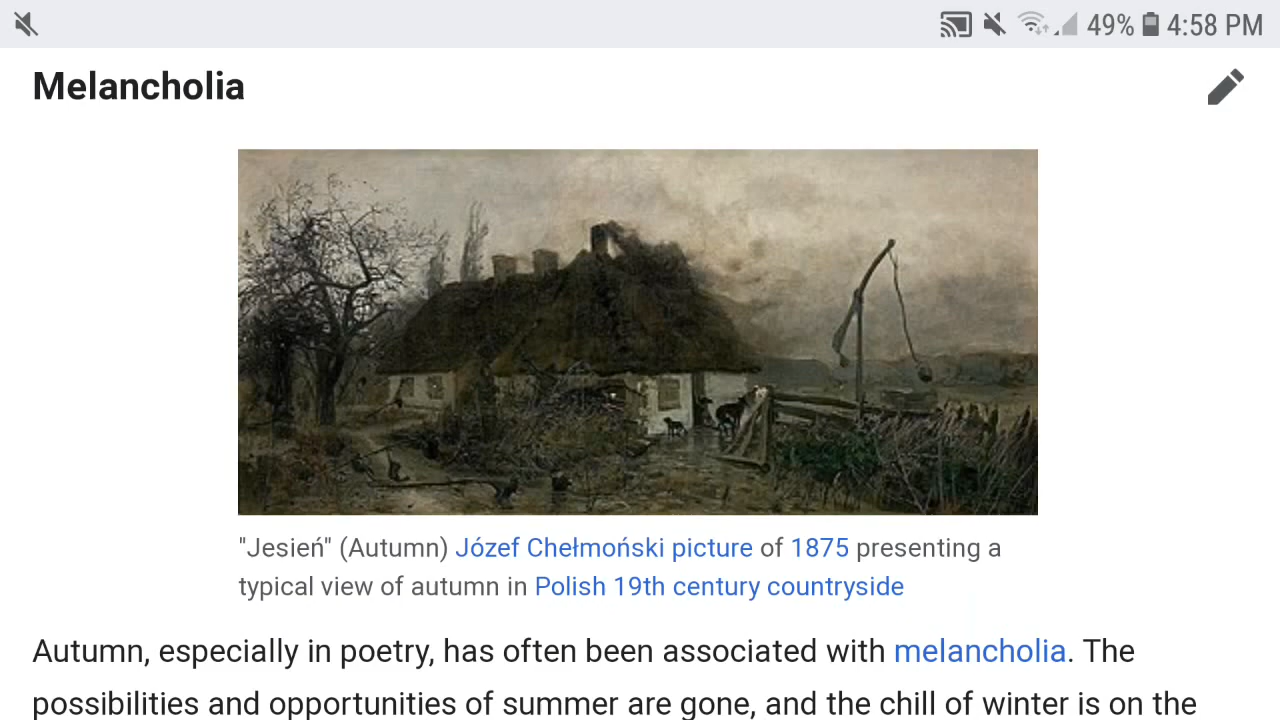 49% 4:58 PM
Melancholia
"Jesień" (Autumn) Józef Chełmoński picture of 1875 presenting a
typical view of autumn in Polish 19th century countryside
Autumn, especially in poetry, has often been associated with melancholia. The
possibilities and opportunities of summer are gone, and the chill of winter is on the